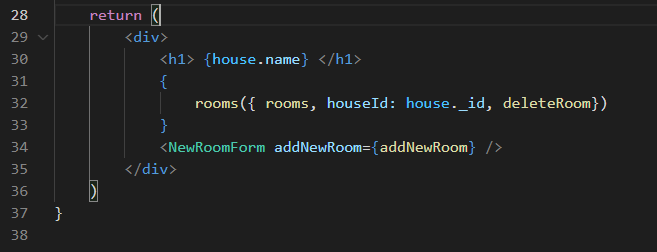 28 return (
29 <div>
30 <h1> {house.name} </h1>
31 {
32 rooms({ rooms, houseId: house._id, deleteRoom})
33 }
34 <NewRoomForm addNewRoom={addNewRoom} />
35 </div>
36 )
37 }
38